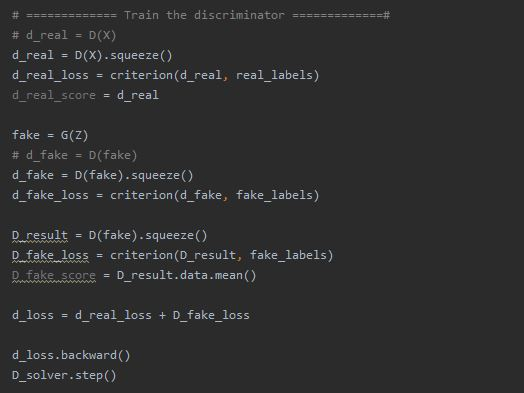 # ============= Train the discriminator =============#
# d_real = D(X)
d_real = D(X).squeeze()
d_real_loss = criterion(d_real, real_labels)
d_real_score = d_real
fake = G(Z)
# d_fake = D(fake)
d_fake = D(fake).squeeze()
d_fake_loss = criterion(d_fake, fake_labels)
D_result = D(fake).squeeze()
D_fake_loss = criterion(D_result, fake_labels)
D_fake_score = D_result.data.mean()
d_loss = d_real_loss + D_fake_loss
d_loss.backward()
D_solver.step()